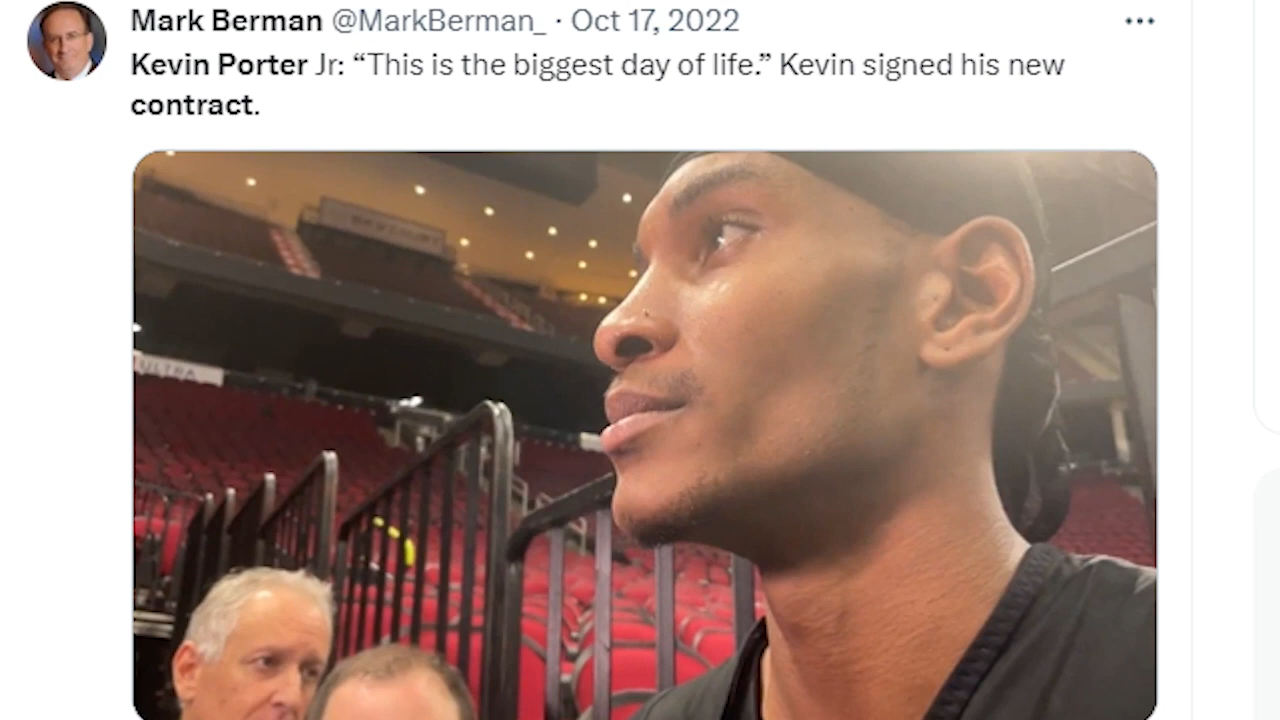 Mark Berman @MarkBerman_ · Oct 17, 2022
Kevin Porter Jr: “This is the biggest day of life.” Kevin signed his new
contract.
ULTRA